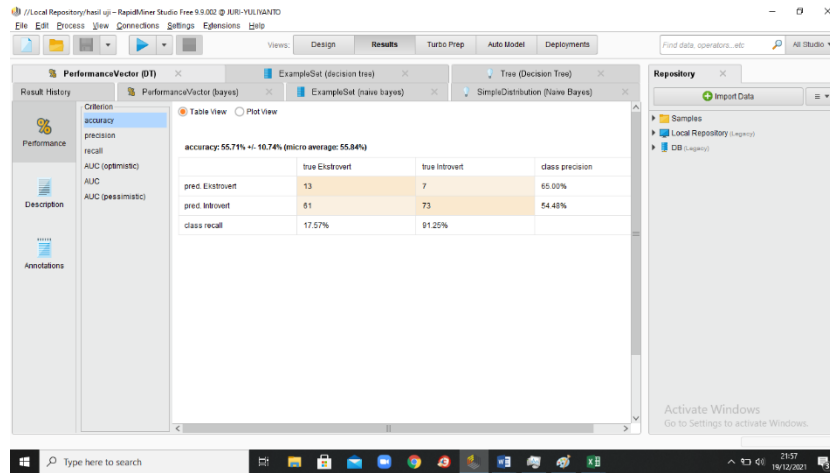 //Local Repository/hasil uji – RapidMiner Studio Free 9.9.002 @ JURI-YULIYANTO
File Edit Process View Connections Settings Extensions Help
Views: Design Results Turbo Prep Auto Model Deployments Find data, operators...etc All Studio
PerformanceVector (DT) ExampleSet (decision tree) Tree (Decision Tree)
Result History PerformanceVector (bayes) ExampleSet (naive bayes) SimpleDistribution (Naive Bayes)
Performance
Description
Annotations
Criterion
accuracy
precision
recall
AUC (optimistic)
AUC
AUC (pessimistic)
Table View Plot View
accuracy: 55.71% +/- 10.74% (micro average: 55.84%)
true Ekstrovert true Introvert class precision
pred. Ekstrovert 13 7 65.00%
pred. Introvert 61 73 54.48%
class recall 17.57% 91.25%
Repository
Import Data
Samples
Local Repository (Legacy)
DB (Legacy)
Activate Windows
Go to Settings to activate Windows.
Type here to search
21:57
19/12/2021